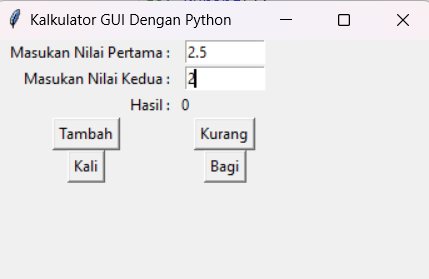 Kalkulator GUI Dengan Python
Masukan Nilai Pertama : 2.5
Masukan Nilai Kedua : 2
Hasil : 0
Tambah Kurang
Kali Bagi